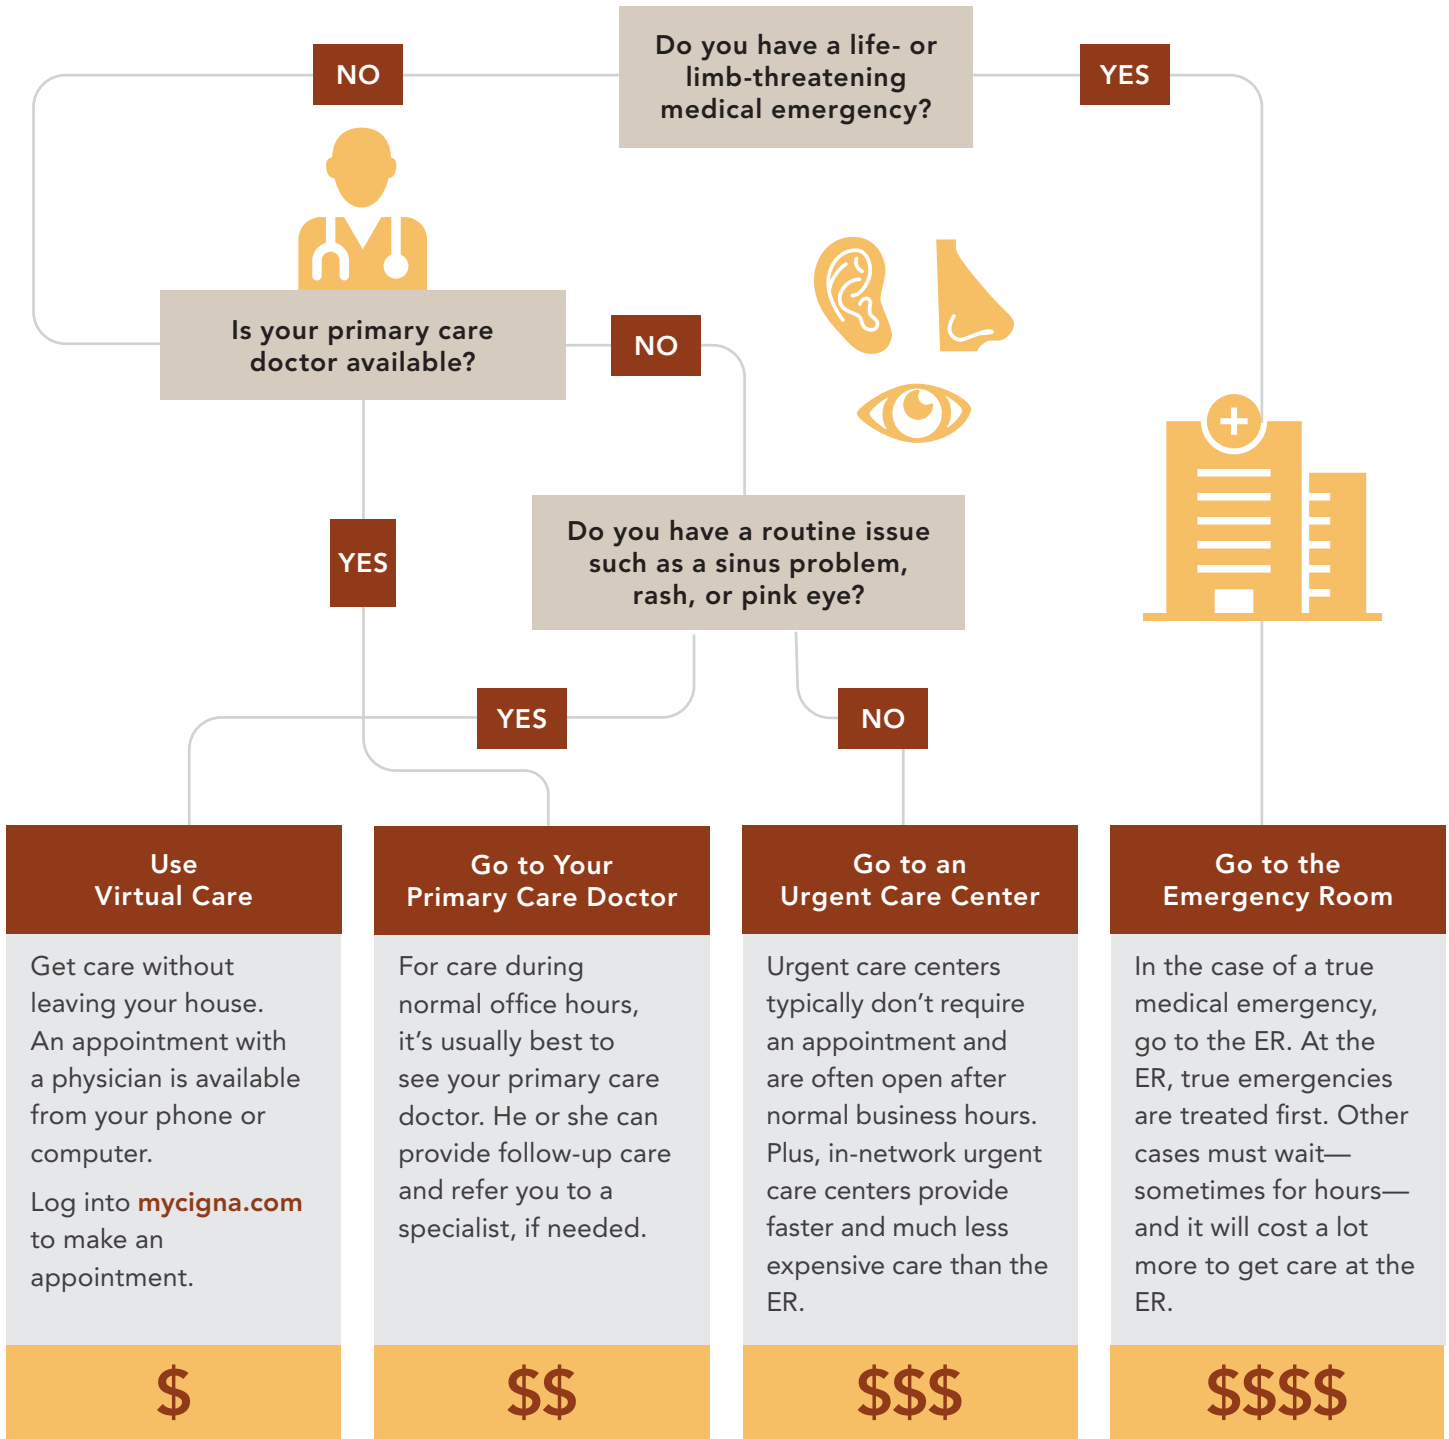 Do you have a life- or
limb-threatening
medical emergency?
NO
YES
Is your primary care
doctor available?
NO
YES
Do you have a routine issue
such as a sinus problem,
rash, or pink eye?
YES
NO
Use
Virtual Care
Get care without
leaving your house.
An appointment with
a physician is available
from your phone or
computer.
Log into mycigna.com
to make an
appointment.
$
Go to Your
Primary Care Doctor
For care during
normal office hours,
it's usually best to
see your primary care
doctor. He or she can
provide follow-up care
and refer you to a
specialist, if needed.
$$
Go to an
Urgent Care Center
Urgent care centers
typically don't require
an appointment and
are often open after
normal business hours.
Plus, in-network urgent
care centers provide
faster and much less
expensive care than the
ER.
$$$
Go to the
Emergency Room
In the case of a true
medical emergency,
go to the ER. At the
ER, true emergencies
are treated first. Other
cases must wait—
sometimes for hours—
and it will cost a lot
more to get care at the
ER.
$$$$